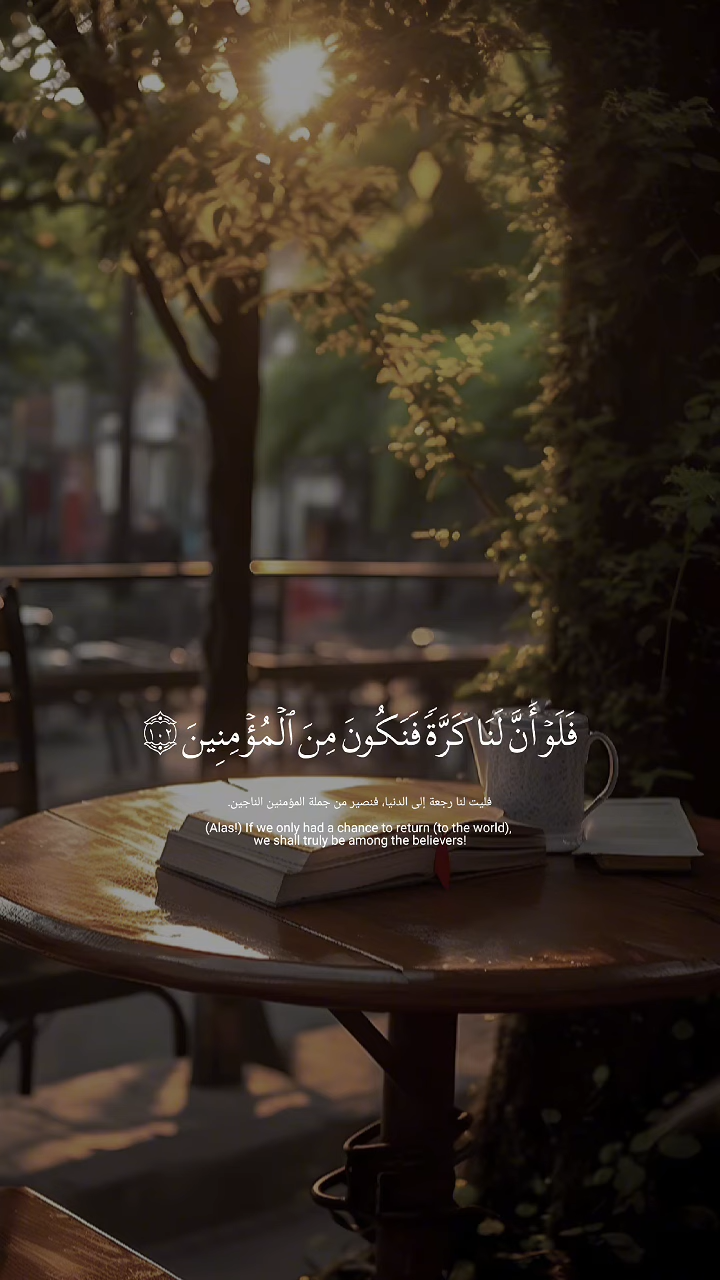 فَلَوۡ أَنَّ لَنَا كَرَّةٗ فَنَكُونَ مِنَ ٱلۡمُؤۡمِنِينَ ١٠٢
فليت لنا رجعة إلى الدنيا، فنصير من جملة المؤمنين الناجين.
(Alas!) If we only had a chance to return (to the world),
we shall truly be among the believers!